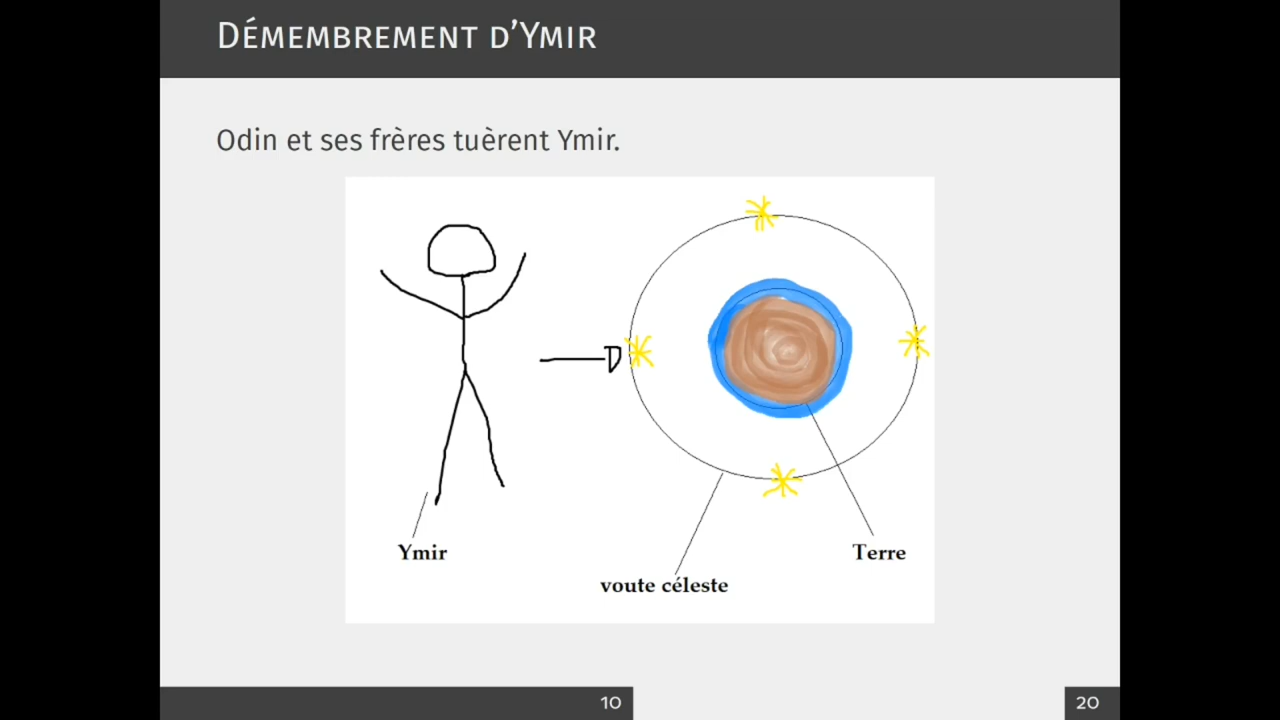 Démembrement d'Ymir
Odin et ses frères tuèrent Ymir.
Ymir
voute céleste
Terre
10
20